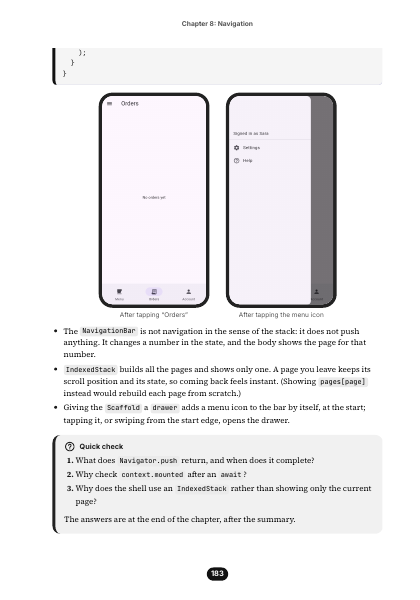 Chapter 8: Navigation
);
}
}
Orders
No orders yet
Menu
Orders
Account
Signed in as Sara
Settings
Help
Account
After tapping "Orders"
After tapping the menu icon
• The NavigationBar is not navigation in the sense of the stack: it does not push
anything. It changes a number in the state, and the body shows the page for that
number.
• IndexedStack builds all the pages and shows only one. A page you leave keeps its
scroll position and its state, so coming back feels instant. (Showing pages[page]
instead would rebuild each page from scratch.)
• Giving the Scaffold a drawer adds a menu icon to the bar by itself, at the start;
tapping it, or swiping from the start edge, opens the drawer.
Quick check
1. What does Navigator.push return, and when does it complete?
2. Why check context.mounted after an await?
3. Why does the shell use an IndexedStack rather than showing only the current
page?
The answers are at the end of the chapter, after the summary.
183